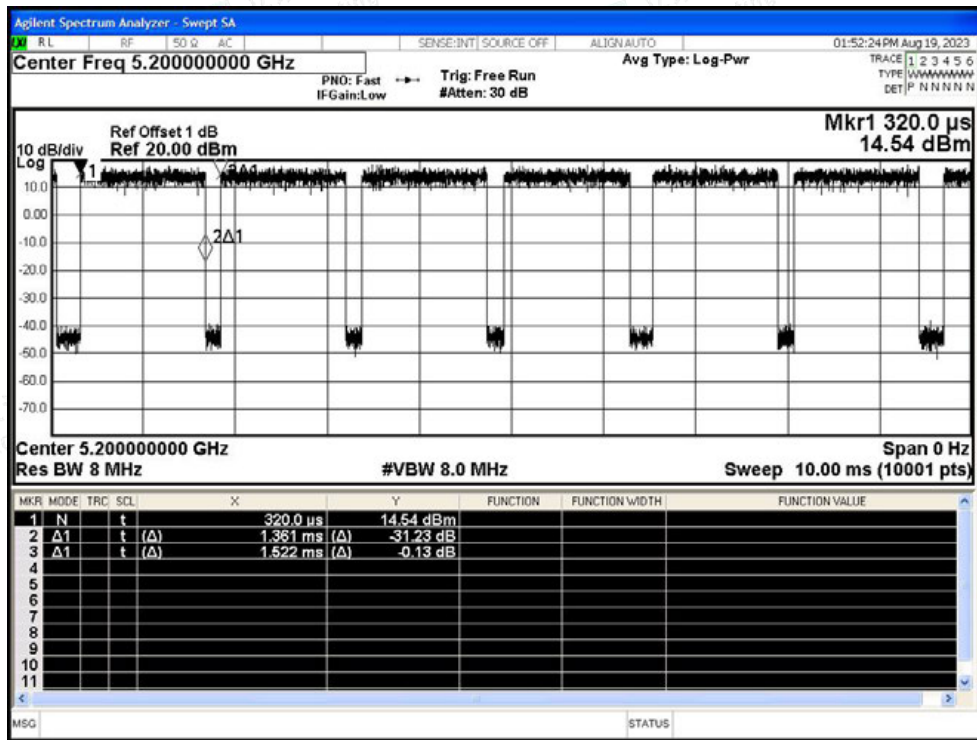 Agilent Spectrum Analyzer - Swept SA
LXI RL RF 50 Ω AC SENSE:INT SOURCE OFF ALIGNAUTO 01:52:24PM Aug 19, 2023
Center Freq 5.200000000 GHz Avg Type: Log-Pwr TRACE 1 2 3 4 5 6
PNO: Fast Trig: Free Run TYPE WWWWWW
IFGain:Low #Atten: 30 dB DET P N N N N N
Mkr1 320.0 µs
14.54 dBm
Ref Offset 1 dB
10 dB/div Ref 20.00 dBm
Log
1 3Δ1
10.0
0.00
-10.0 2Δ1
-20.0
-30.0
-40.0
-50.0
-60.0
-70.0
Center 5.200000000 GHz Span 0 Hz
Res BW 8 MHz #VBW 8.0 MHz Sweep 10.00 ms (10001 pts)
MKR MODE TRC SCL X Y FUNCTION FUNCTION WIDTH FUNCTION VALUE
1 N t 320.0 µs 14.54 dBm
2 Δ1 t (Δ) 1.361 ms (Δ) -31.23 dB
3 Δ1 t (Δ) 1.522 ms (Δ) -0.13 dB
4
5
6
7
8
9
10
11
MSG STATUS